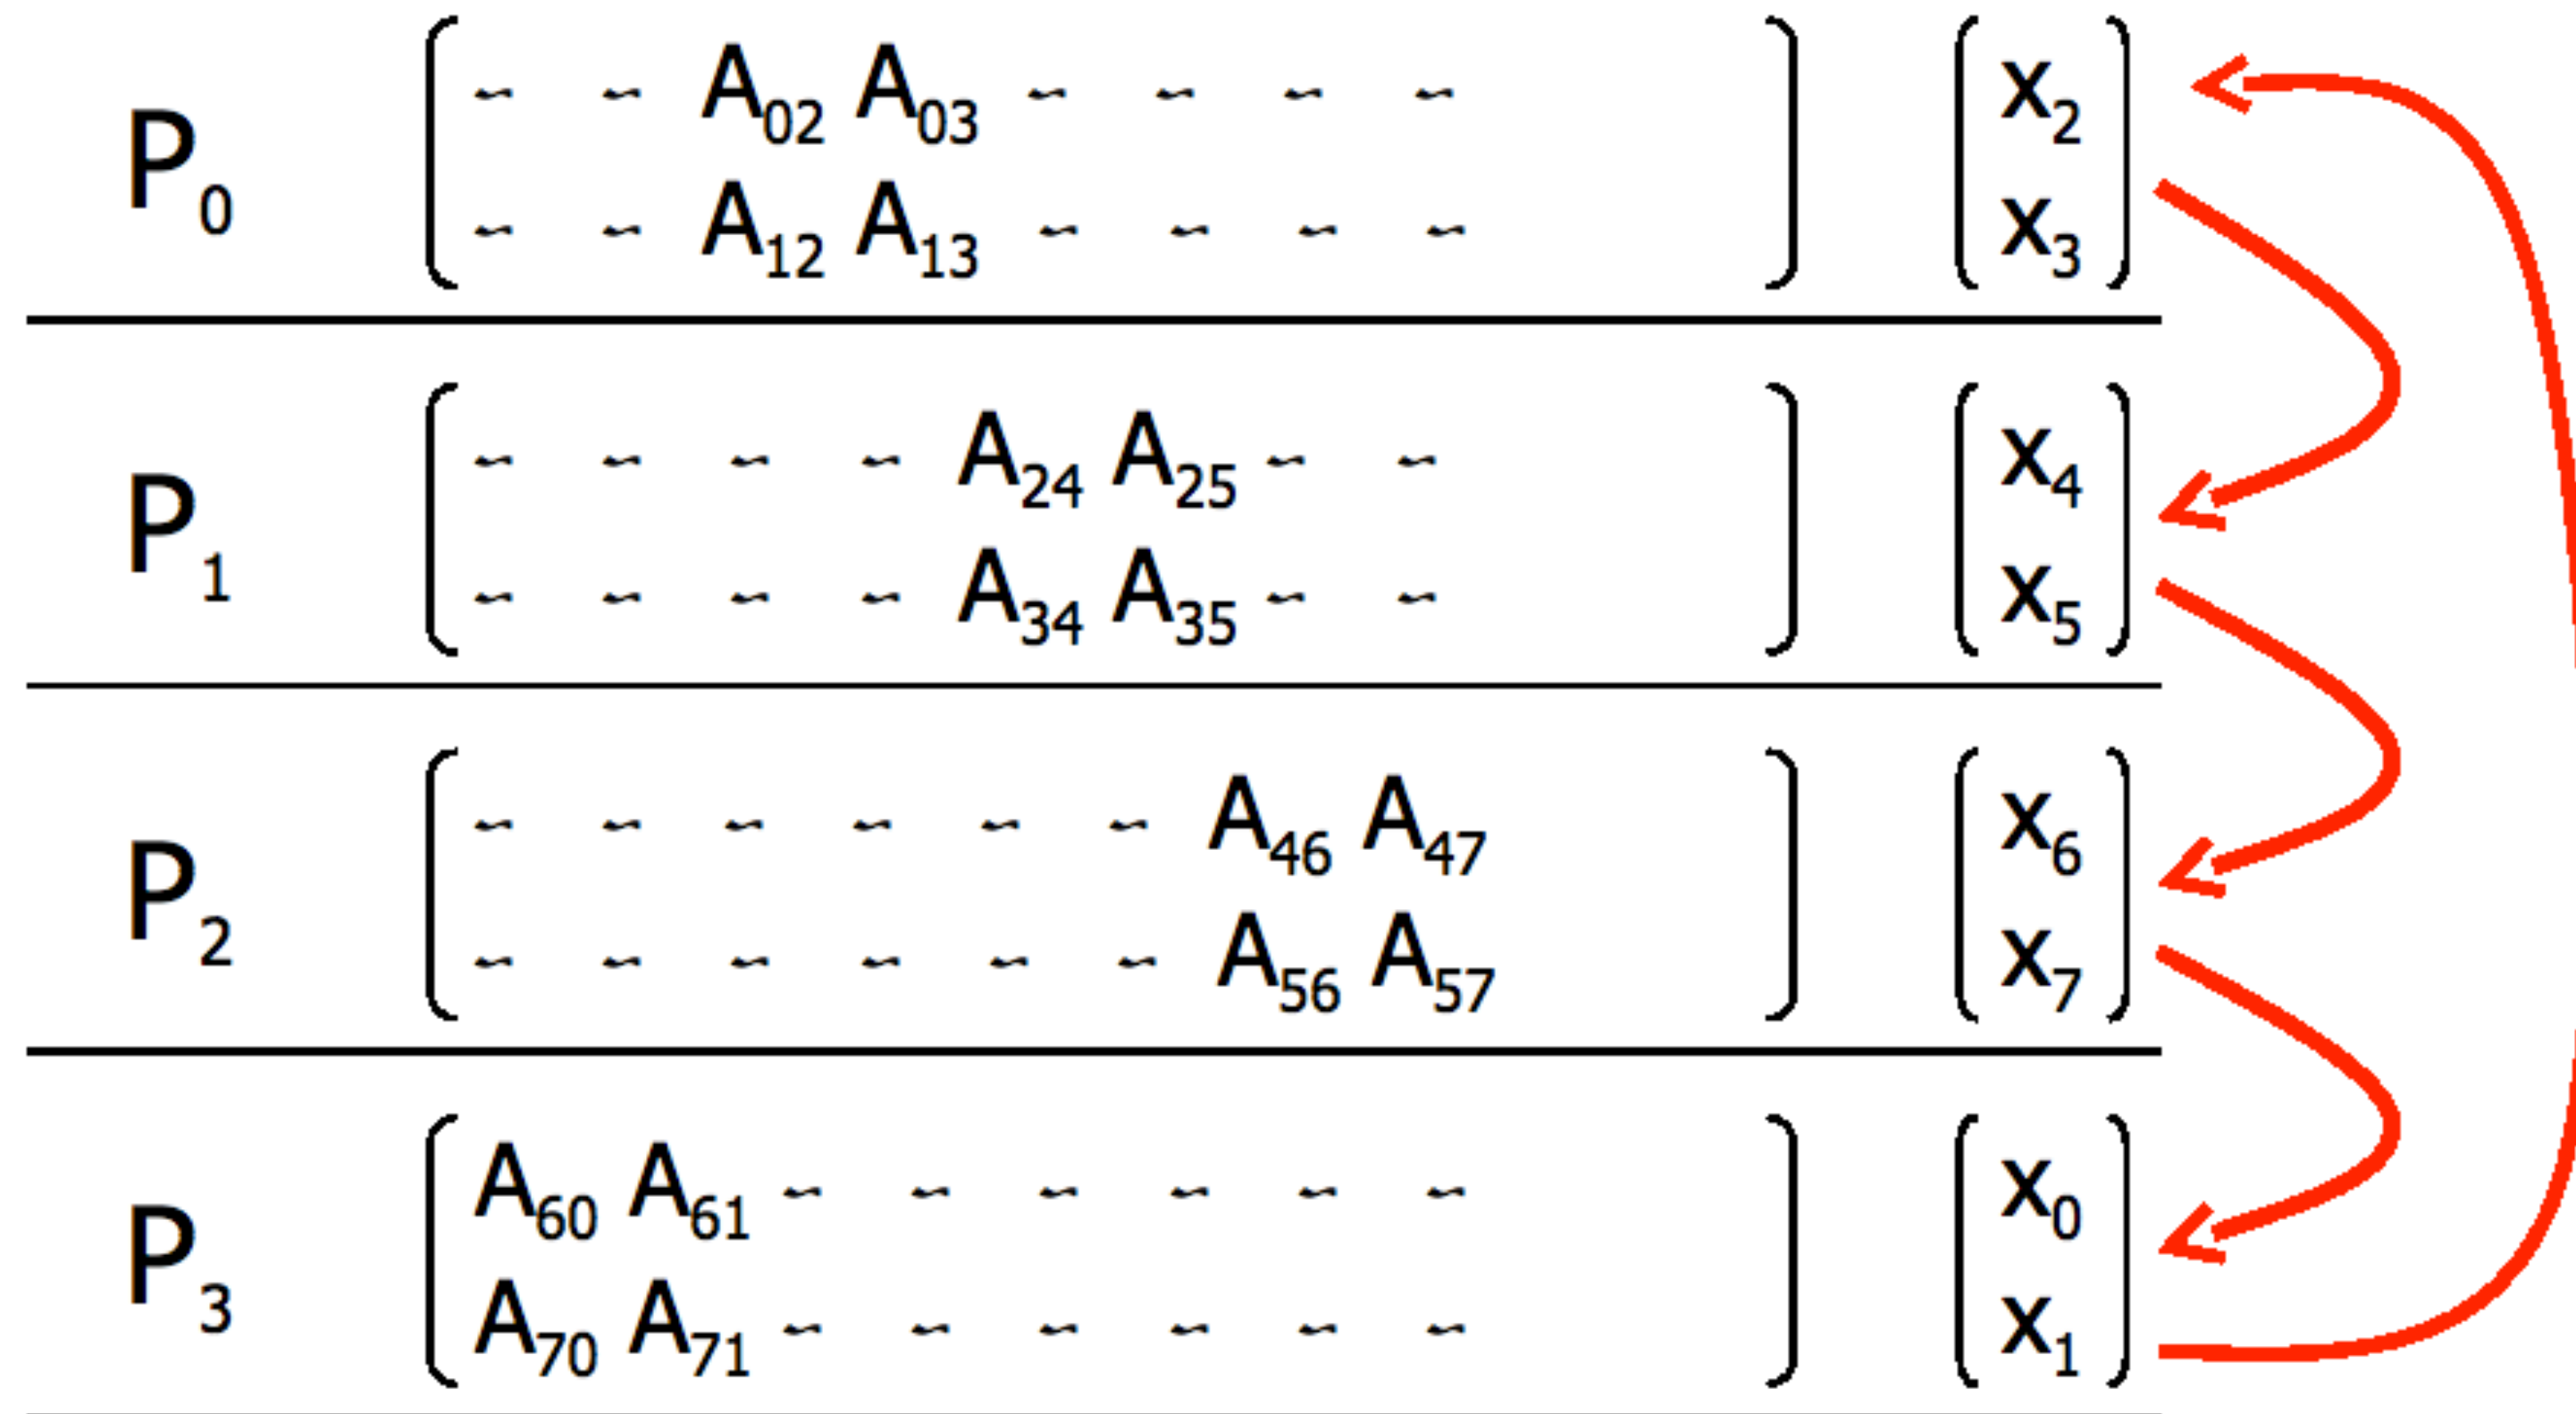 - - A₀₂ A₀₃ - - - - x₂
P₀
- - A₁₂ A₁₃ - - - - x₃
- - - - A₂₄ A₂₅ - - x₄
P₁
- - - - A₃₄ A₃₅ - - x₅
- - - - - - A₄₆ A₄₇ x₆
P₂
- - - - - - A₅₆ A₅₇ x₇
A₆₀ A₆₁ - - - - - - x₀
P₃
A₇₀ A₇₁ - - - - - - x₁